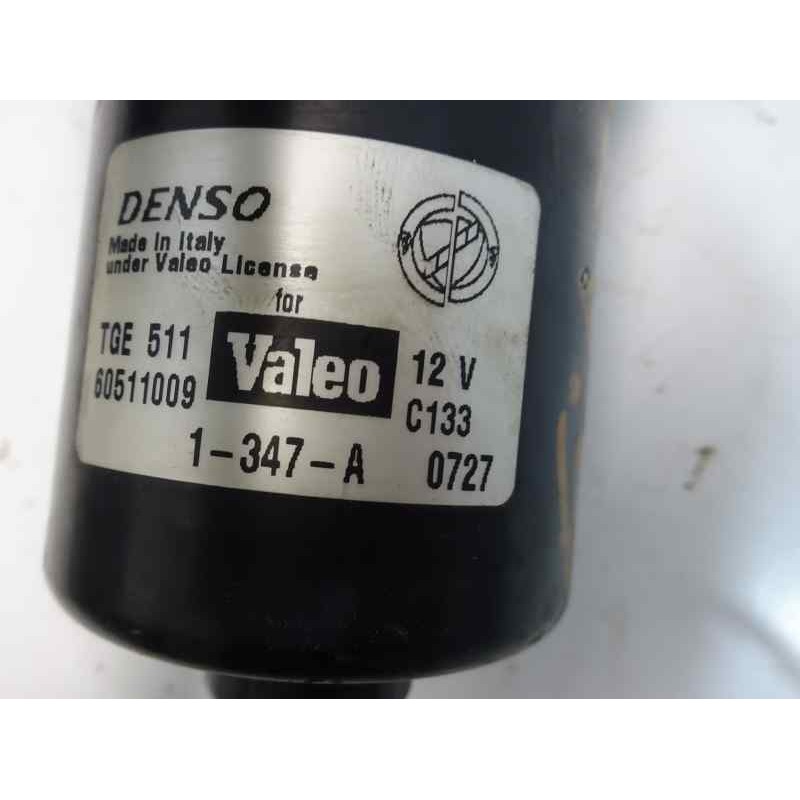 DENSO
Made in Italy
under Valeo License
for
TGE 511 Valeo 12 V
60511009 C133
1-347-A 0727